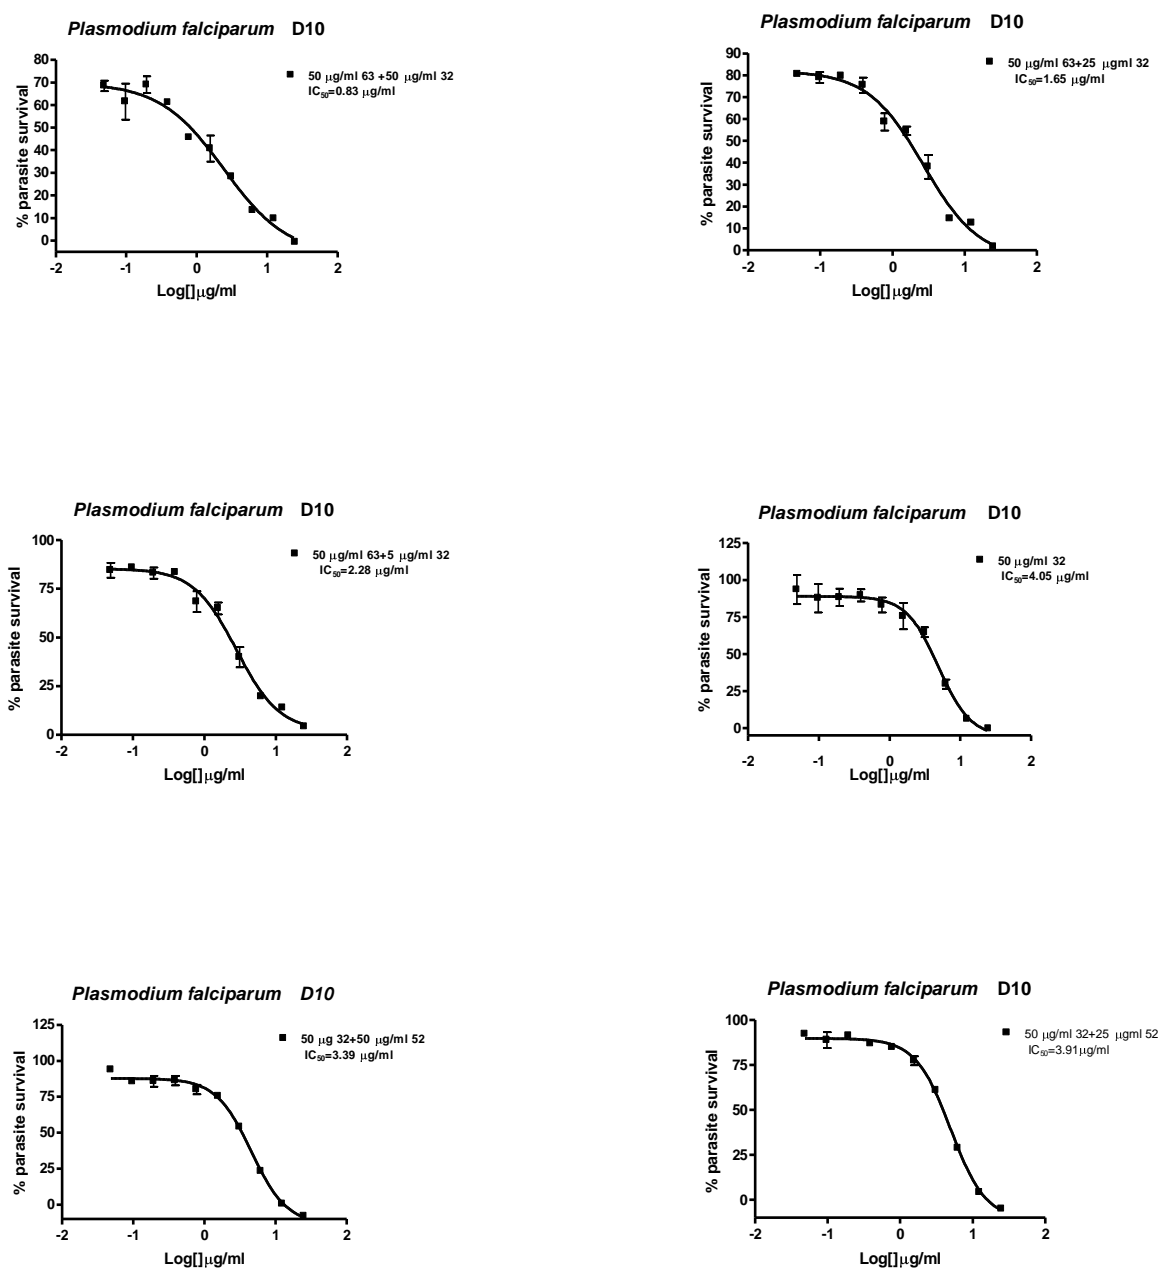 Plasmodium falciparum D10
50 µg/ml 63 +50 µg/ml 32
IC50=0.83 µg/ml
% parasite survival
80
70
60
50
40
30
20
10
0
-2 -1 0 1 2
Log[]µg/ml
Plasmodium falciparum D10
50 µg/ml 63+25 µgml 32
IC50=1.65 µg/ml
% parasite survival
90
80
70
60
50
40
30
20
10
0
-2 -1 0 1 2
Log[]µg/ml
Plasmodium falciparum D10
50 µg/ml 63+5 µg/ml 32
IC50=2.28 µg/ml
% parasite survival
100
75
50
25
0
-2 -1 0 1 2
Log[]µg/ml
Plasmodium falciparum D10
50 µg/ml 32
IC50=4.05 µg/ml
% parasite survival
125
100
75
50
25
0
-2 -1 0 1 2
Log[]µg/ml
Plasmodium falciparum D10
50 µg 32+50 µg/ml 52
IC50=3.39 µg/ml
% parasite survival
125
100
75
50
25
0
-2 -1 0 1 2
Log[]µg/ml
Plasmodium falciparum D10
50 µg/ml 32+25 µgml 52
IC50=3.91µg/ml
% parasite survival
100
75
50
25
0
-2 -1 0 1 2
Log[]µg/ml